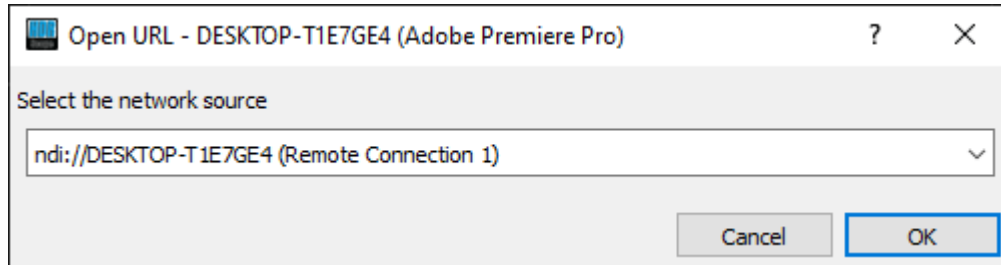 Open URL - DESKTOP-T1E7GE4 (Adobe Premiere Pro)
Select the network source
ndi://DESKTOP-T1E7GE4 (Remote Connection 1)
Cancel OK